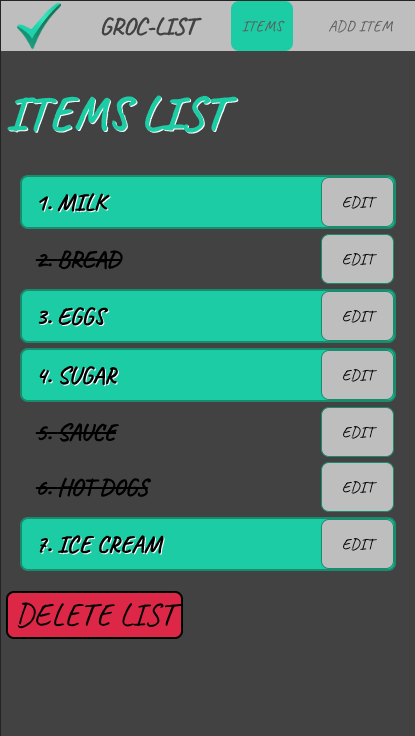 GROC-LIST ITEMS ADD ITEM
ITEMS LIST
1. MILK EDIT
2. BREAD EDIT
3. EGGS EDIT
4. SUGAR EDIT
5. SAUCE EDIT
6. HOT DOGS EDIT
7. ICE CREAM EDIT
DELETE LIST